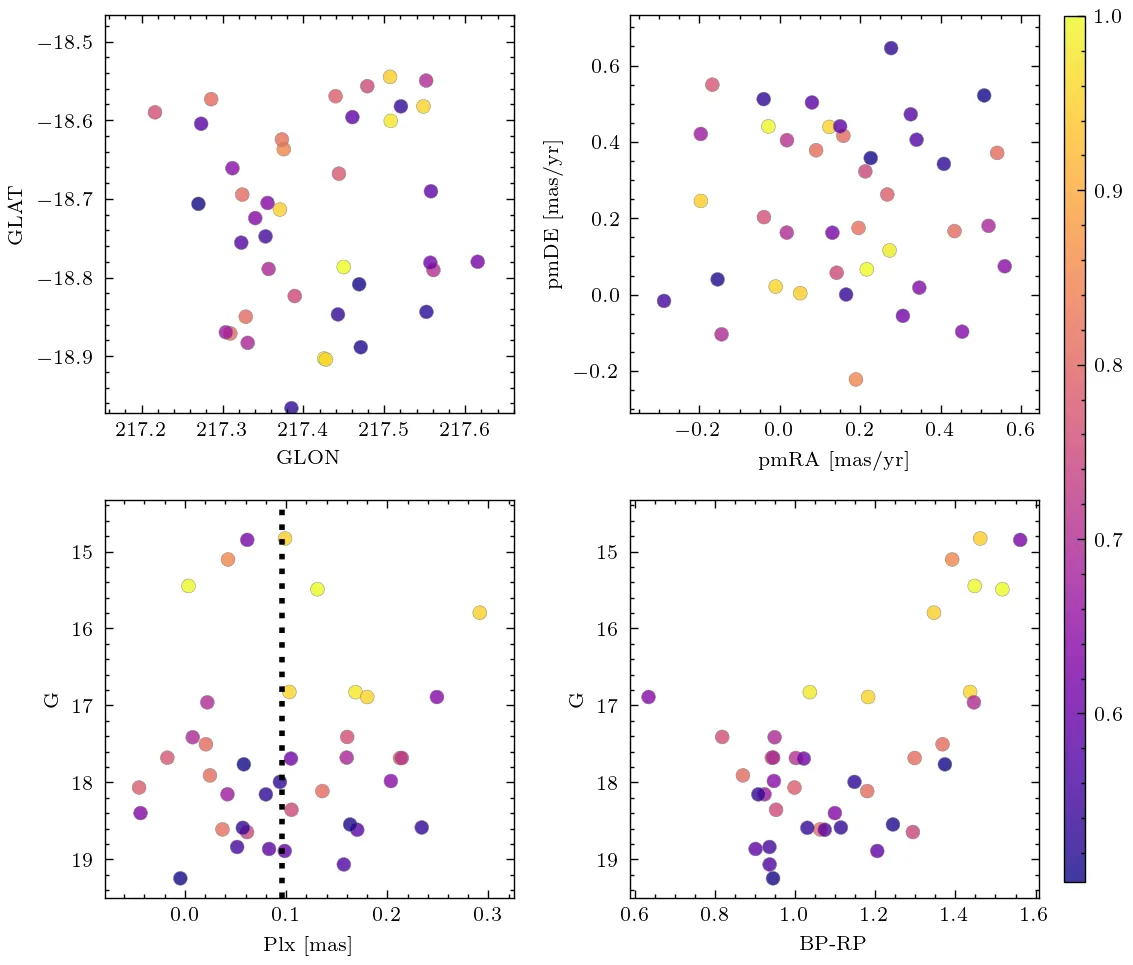 −18.5
−18.6
−18.7
−18.8
−18.9
GLAT
217.2 217.3 217.4 217.5 217.6
GLON
0.6
0.4
0.2
0.0
−0.2
pmDE [mas/yr]
−0.2 0.0 0.2 0.4 0.6
pmRA [mas/yr]
1.0
0.9
0.8
0.7
0.6
15
16
17
18
19
G
0.0 0.1 0.2 0.3
Plx [mas]
15
16
17
18
19
G
0.6 0.8 1.0 1.2 1.4 1.6
BP-RP